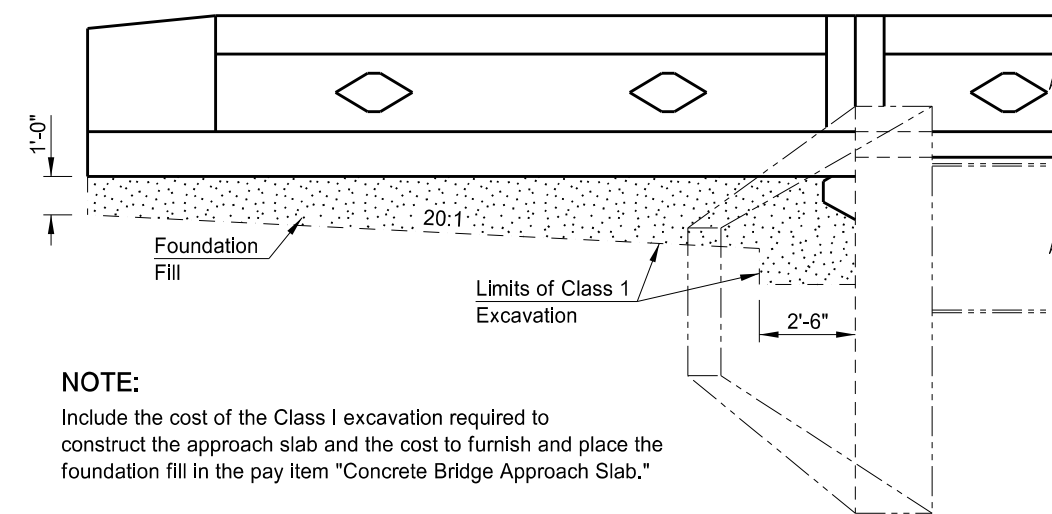 1'-0"
20:1
Foundation
Fill
Limits of Class 1
Excavation
2'-6"
NOTE:
Include the cost of the Class I excavation required to
construct the approach slab and the cost to furnish and place the
foundation fill in the pay item "Concrete Bridge Approach Slab."